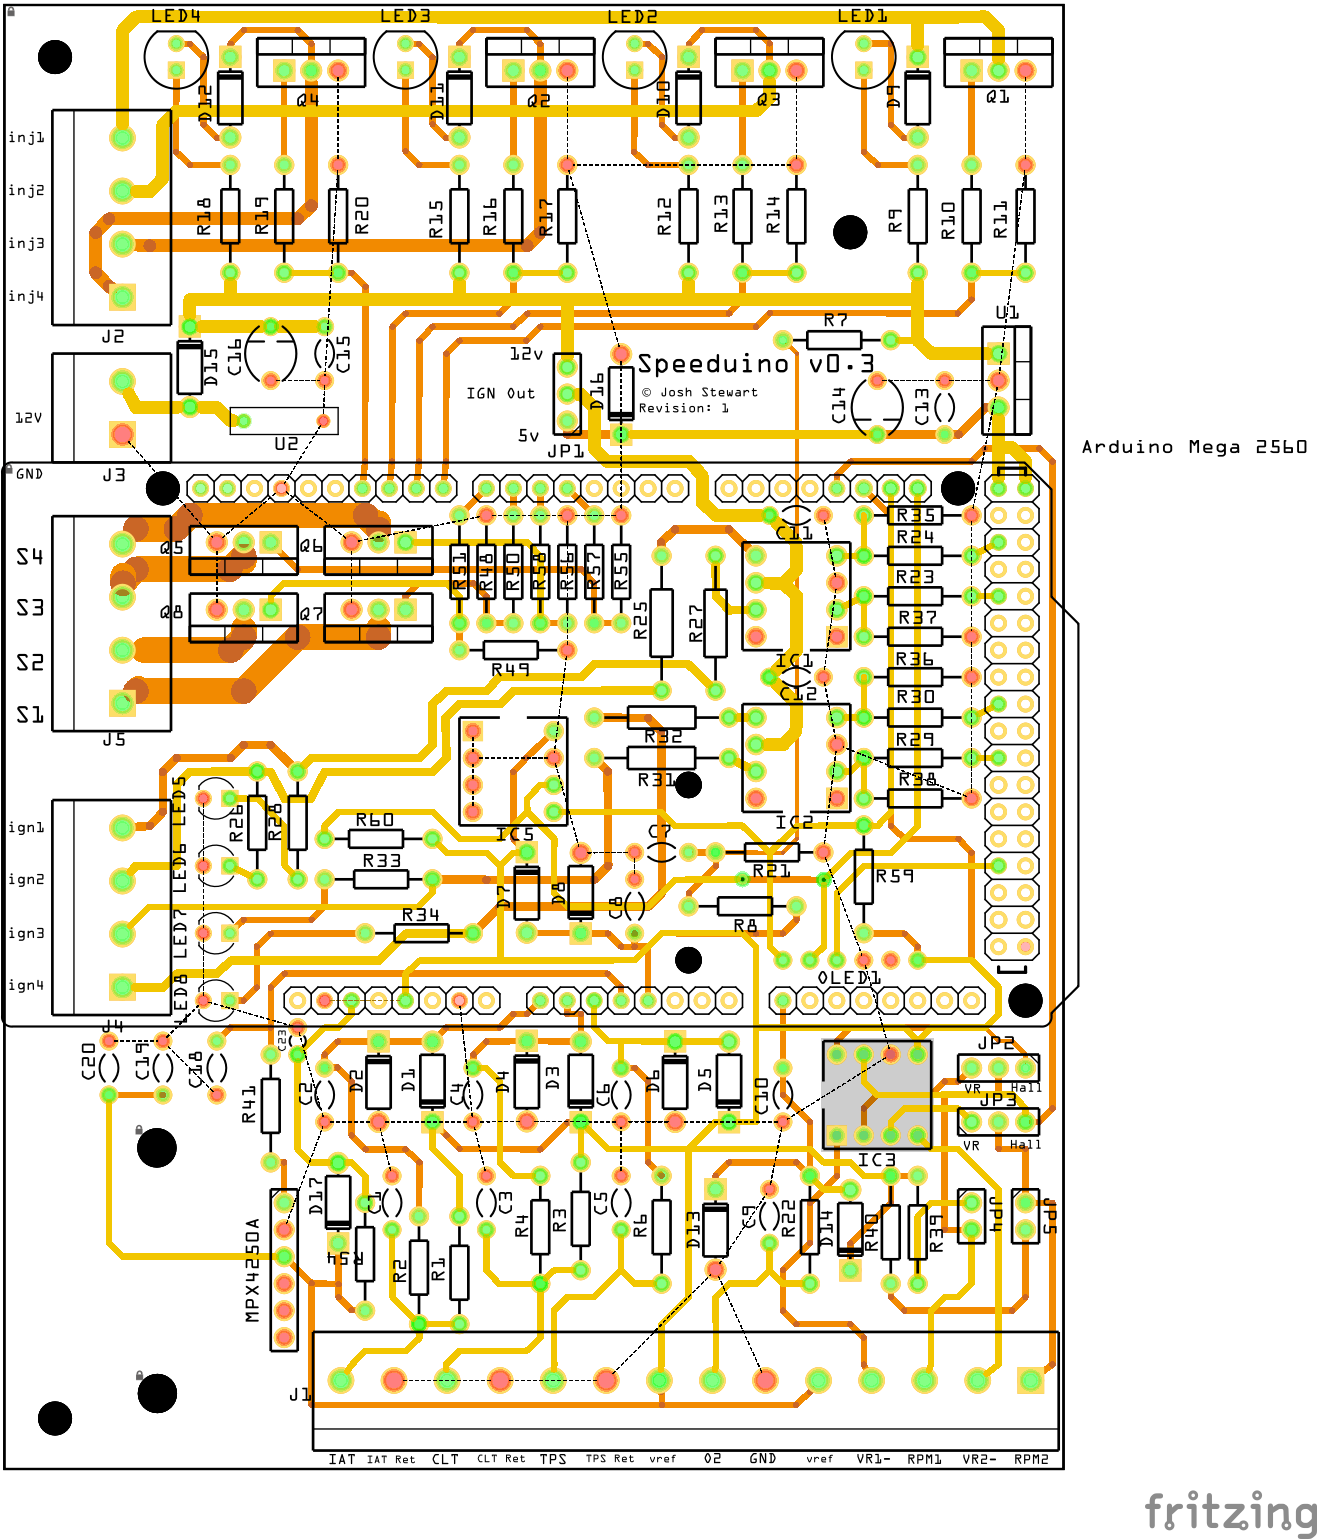 LED4 LED3 LED2 LED1
D12 Q4 D11 Q2 D10 Q3 D9 Q1
inj1
inj2
R18 R19 R20 R15 R16 R17 R12 R13 R14 R9 R10 R11
inj3
inj4
J2
U1
R7
D15 C16 C15
12v
Speeduino v0.3
IGN Out
D16
© Josh Stewart
Revision: 1
C14 C13
12V
U2
5v
JP1
Arduino Mega 2560
GND
J3
R35
C11
S4
Q5 Q6
R24
R51 R48 R50 R58 R56 R57 R55
R23
S3
Q8 Q7
R25 R27
R37
S2
R49
IC1
R36
C12
R30
S1
J5
R32
R29
R31
R38
LED5
ign1
R26 R28
R60
IC5
C7
IC2
LED6
ign2
R33
R21
R59
D7 D8 C8
LED7
R34
R8
ign3
OLED1
ign4
LED8
J4
C23
JP2
C20 C19 C18
R41
C2 D2 D1 C4 D4 D3 C6 D6 D5 C10
VR Hall
JP3
VR Hall
IC3
D17 C1 C3 R4 R3 C5 R6 D13 C9 R22 D14 R40 R39 JP4 JP5
MPX4250A
R54 R2 R1
J1
IAT IAT Ret CLT CLT Ret TPS TPS Ret vref O2 GND vref VR1- RPM1 VR2- RPM2
fritzing